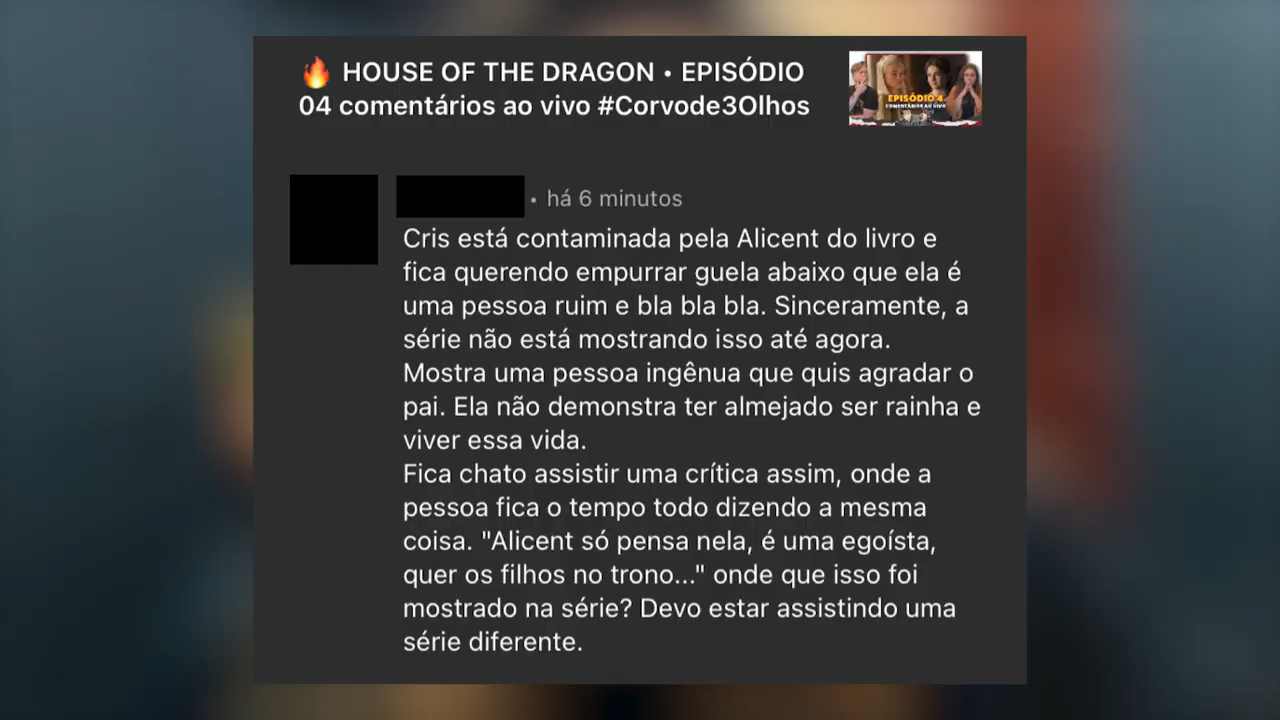 🔥 HOUSE OF THE DRAGON • EPISÓDIO
04 comentários ao vivo #Corvode3Olhos
EPISÓDIO 4
COMENTÁRIOS AO VIVO
• há 6 minutos
Cris está contaminada pela Alicent do livro e
fica querendo empurrar guela abaixo que ela é
uma pessoa ruim e bla bla bla. Sinceramente, a
série não está mostrando isso até agora.
Mostra uma pessoa ingênua que quis agradar o
pai. Ela não demonstra ter almejado ser rainha e
viver essa vida.
Fica chato assistir uma crítica assim, onde a
pessoa fica o tempo todo dizendo a mesma
coisa. "Alicent só pensa nela, é uma egoísta,
quer os filhos no trono..." onde que isso foi
mostrado na série? Devo estar assistindo uma
série diferente.